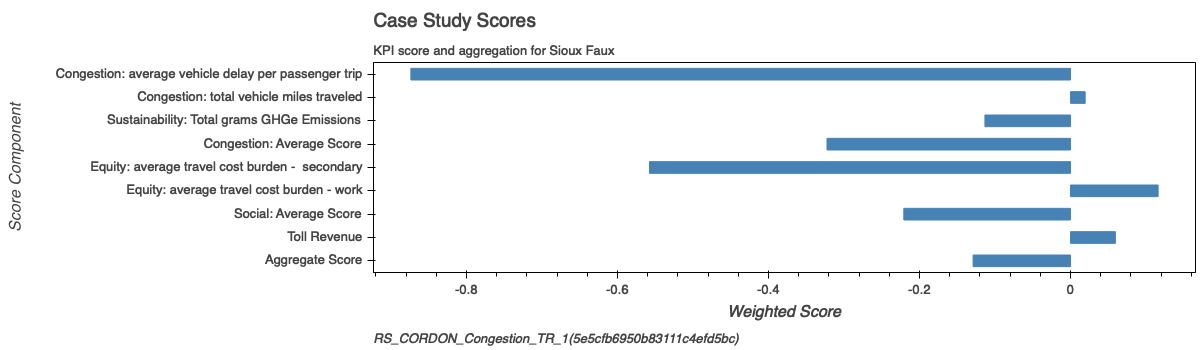 Case Study Scores
KPI score and aggregation for Sioux Faux
Score Component
Congestion: average vehicle delay per passenger trip
Congestion: total vehicle miles traveled
Sustainability: Total grams GHGe Emissions
Congestion: Average Score
Equity: average travel cost burden -  secondary
Equity: average travel cost burden - work
Social: Average Score
Toll Revenue
Aggregate Score
-0.8 -0.6 -0.4 -0.2 0
Weighted Score
RS_CORDON_Congestion_TR_1(5e5cfb6950b83111c4efd5bc)